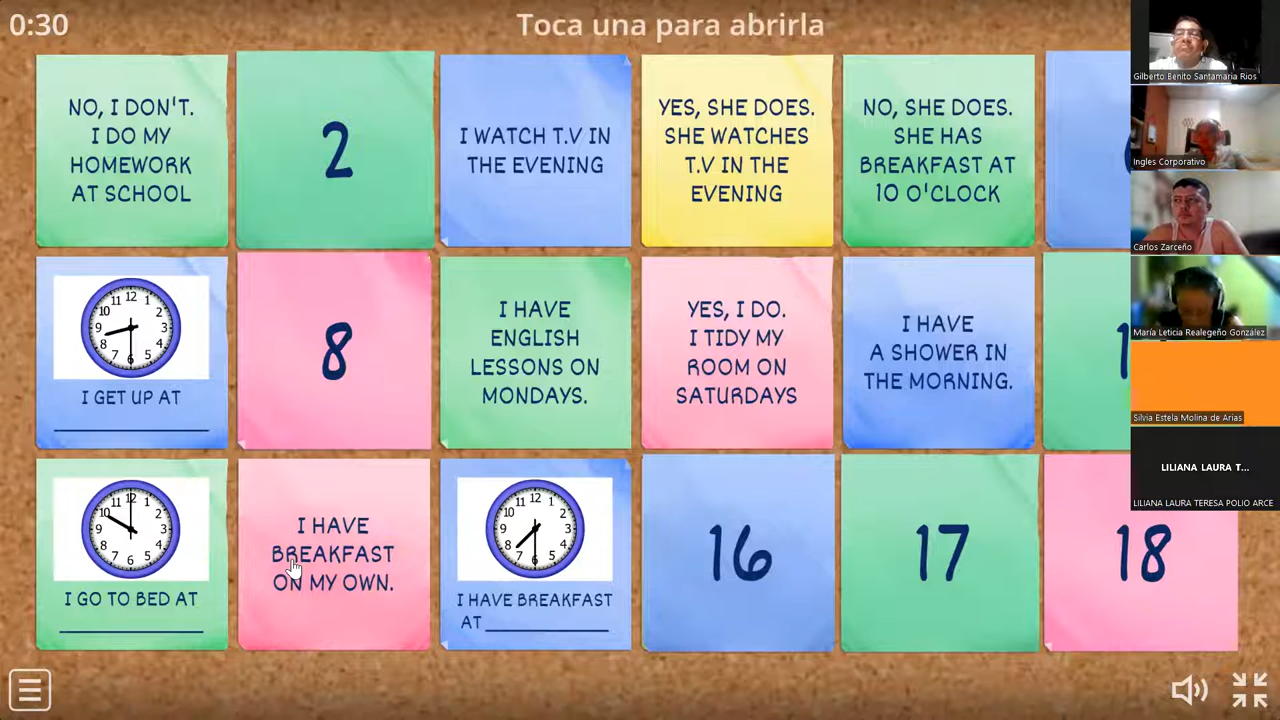 0:30
Toca una para abrirla
NO, I DON'T.
I DO MY
HOMEWORK
AT SCHOOL
2
I WATCH T.V IN
THE EVENING
YES, SHE DOES.
SHE WATCHES
T.V IN THE
EVENING
NO, SHE DOES.
SHE HAS
BREAKFAST AT
10 O'CLOCK
I GET UP AT
8
I HAVE
ENGLISH
LESSONS ON
MONDAYS.
YES, I DO.
I TIDY MY
ROOM ON
SATURDAYS
I HAVE
A SHOWER IN
THE MORNING.
I GO TO BED AT
I HAVE
BREAKFAST
ON MY OWN.
I HAVE BREAKFAST
AT
16
17
18
Gilberto Benito Santamaria Rios
Ingles Corporativo
Carlos Zarceño
María Leticia Realegeño González
Silvia Estela Molina de Arias
LILIANA LAURA T...
LILIANA LAURA TERESA POLIO ARCE